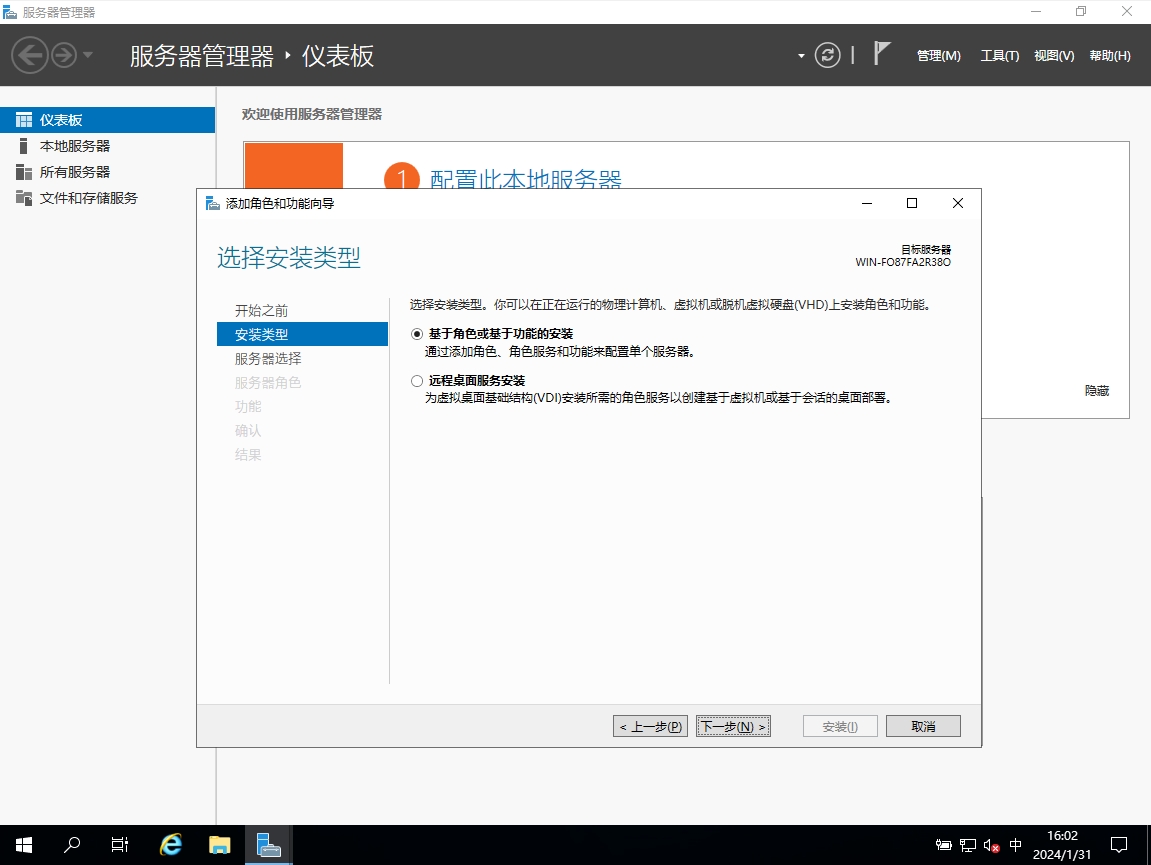 服务器管理器
服务器管理器 仪表板
管理(M) 工具(T) 视图(V) 帮助(H)
仪表板
本地服务器
所有服务器
文件和存储服务
欢迎使用服务器管理器
1 配置此本地服务器
隐藏
添加角色和功能向导
选择安装类型
目标服务器
WIN-FO87FA2R38O
开始之前
安装类型
服务器选择
服务器角色
功能
确认
结果
选择安装类型。你可以在正在运行的物理计算机、虚拟机或脱机虚拟硬盘(VHD)上安装角色和功能。
基于角色或基于功能的安装
通过添加角色、角色服务和功能来配置单个服务器。
远程桌面服务安装
为虚拟桌面基础结构(VDI)安装所需的角色服务以创建基于虚拟机或基于会话的桌面部署。
< 上一步(P) 下一步(N) > 安装(I) 取消
中
16:02
2024/1/31